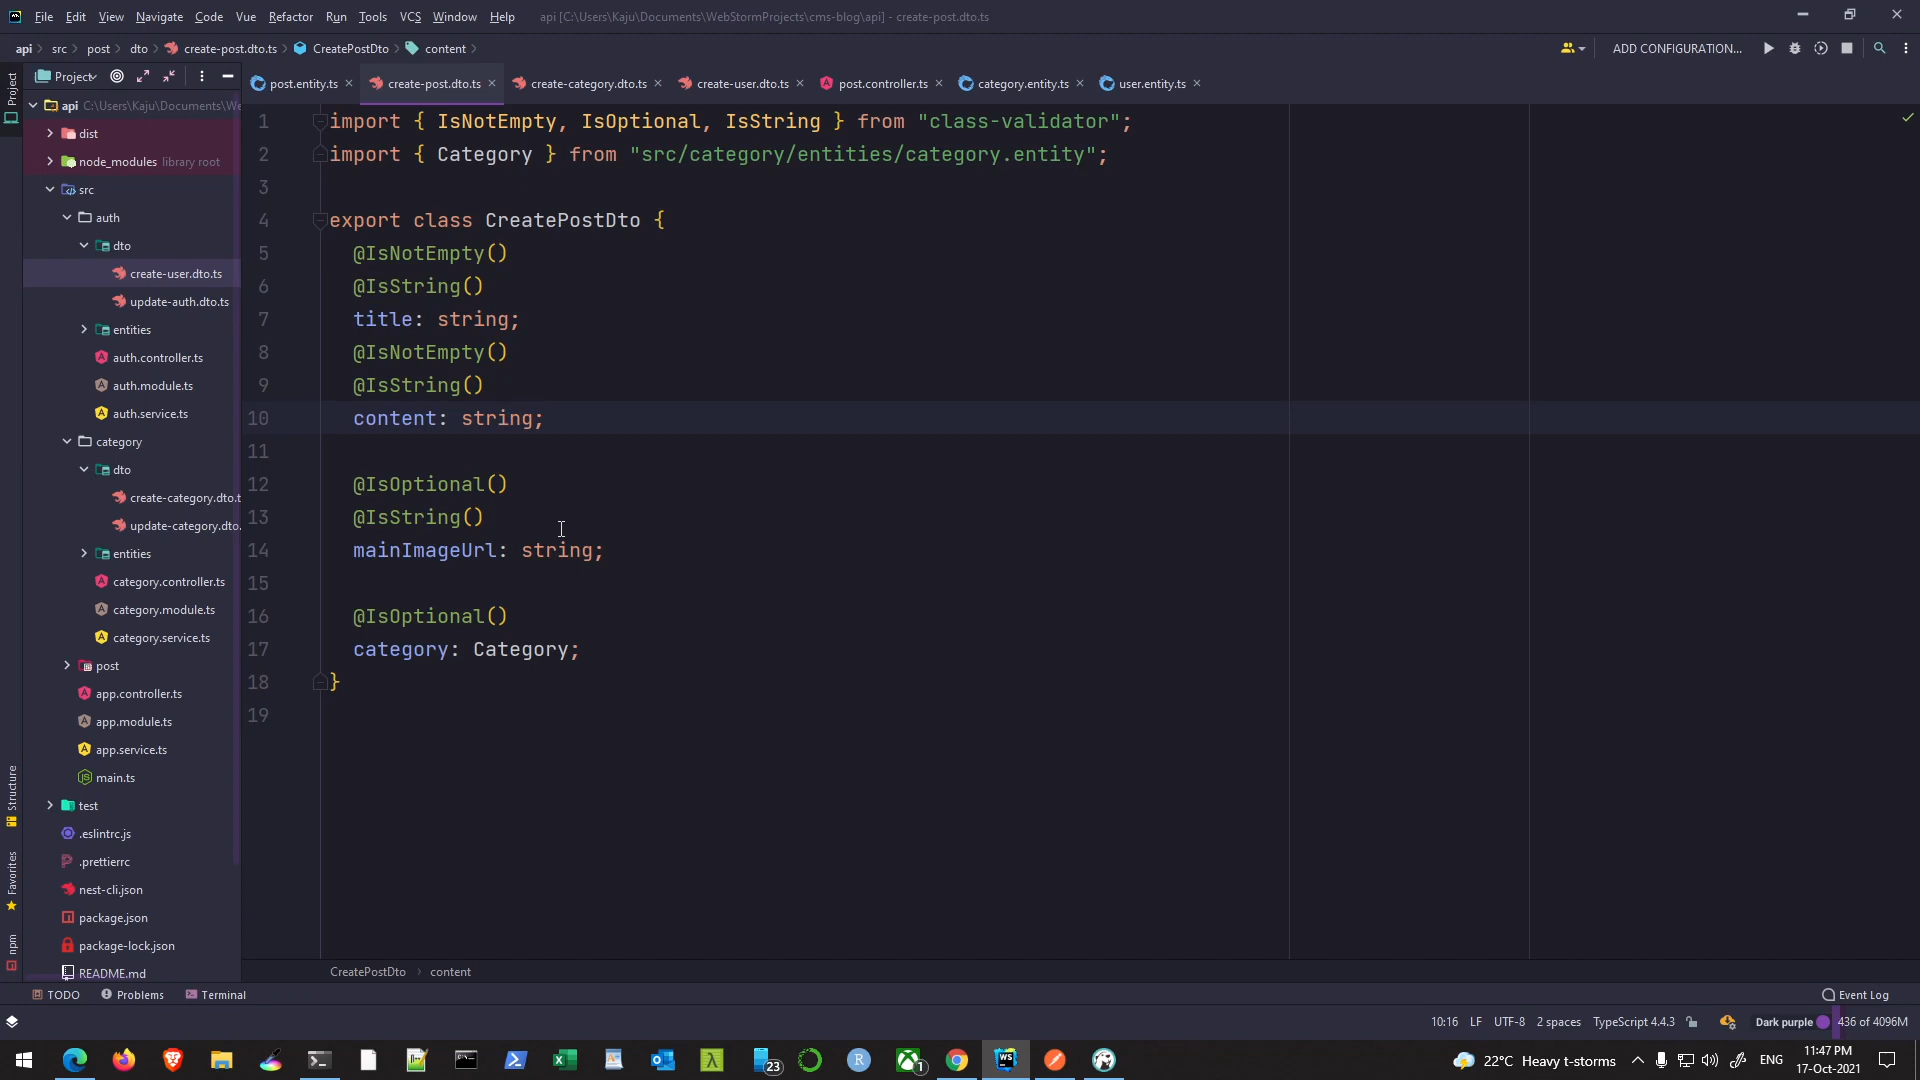 File Edit View Navigate Code Vue Refactor Run Tools VCS Window Help api [C:\Users\Kaju\Documents\WebStormProjects\cms-blog\api] - create-post.dto.ts
api src post dto create-post.dto.ts CreatePostDto content ADD CONFIGURATION...
Project
Project post.entity.ts create-post.dto.ts create-category.dto.ts create-user.dto.ts post.controller.ts category.entity.ts user.entity.ts
api C:\Users\Kaju\Documents\We
dist
node_modules library root
src
auth
dto
create-user.dto.ts
update-auth.dto.ts
entities
auth.controller.ts
auth.module.ts
auth.service.ts
category
dto
create-category.dto.t
update-category.dto.
entities
category.controller.ts
category.module.ts
category.service.ts
post
app.controller.ts
app.module.ts
app.service.ts
main.ts
test
.eslintrc.js
.prettierrc
nest-cli.json
package.json
package-lock.json
README.md
Structure
Favorites
npm
1 import { IsNotEmpty, IsOptional, IsString } from "class-validator";
2 import { Category } from "src/category/entities/category.entity";
3
4 export class CreatePostDto {
5 @IsNotEmpty()
6 @IsString()
7 title: string;
8 @IsNotEmpty()
9 @IsString()
10 content: string;
11
12 @IsOptional()
13 @IsString()
14 mainImageUrl: string;
15
16 @IsOptional()
17 category: Category;
18 }
19
CreatePostDto content
TODO Problems Terminal Event Log
10:16 LF UTF-8 2 spaces TypeScript 4.4.3 Dark purple 436 of 4096M
23 R 1 WS 22°C Heavy t-storms ENG 11:47 PM
17-Oct-2021